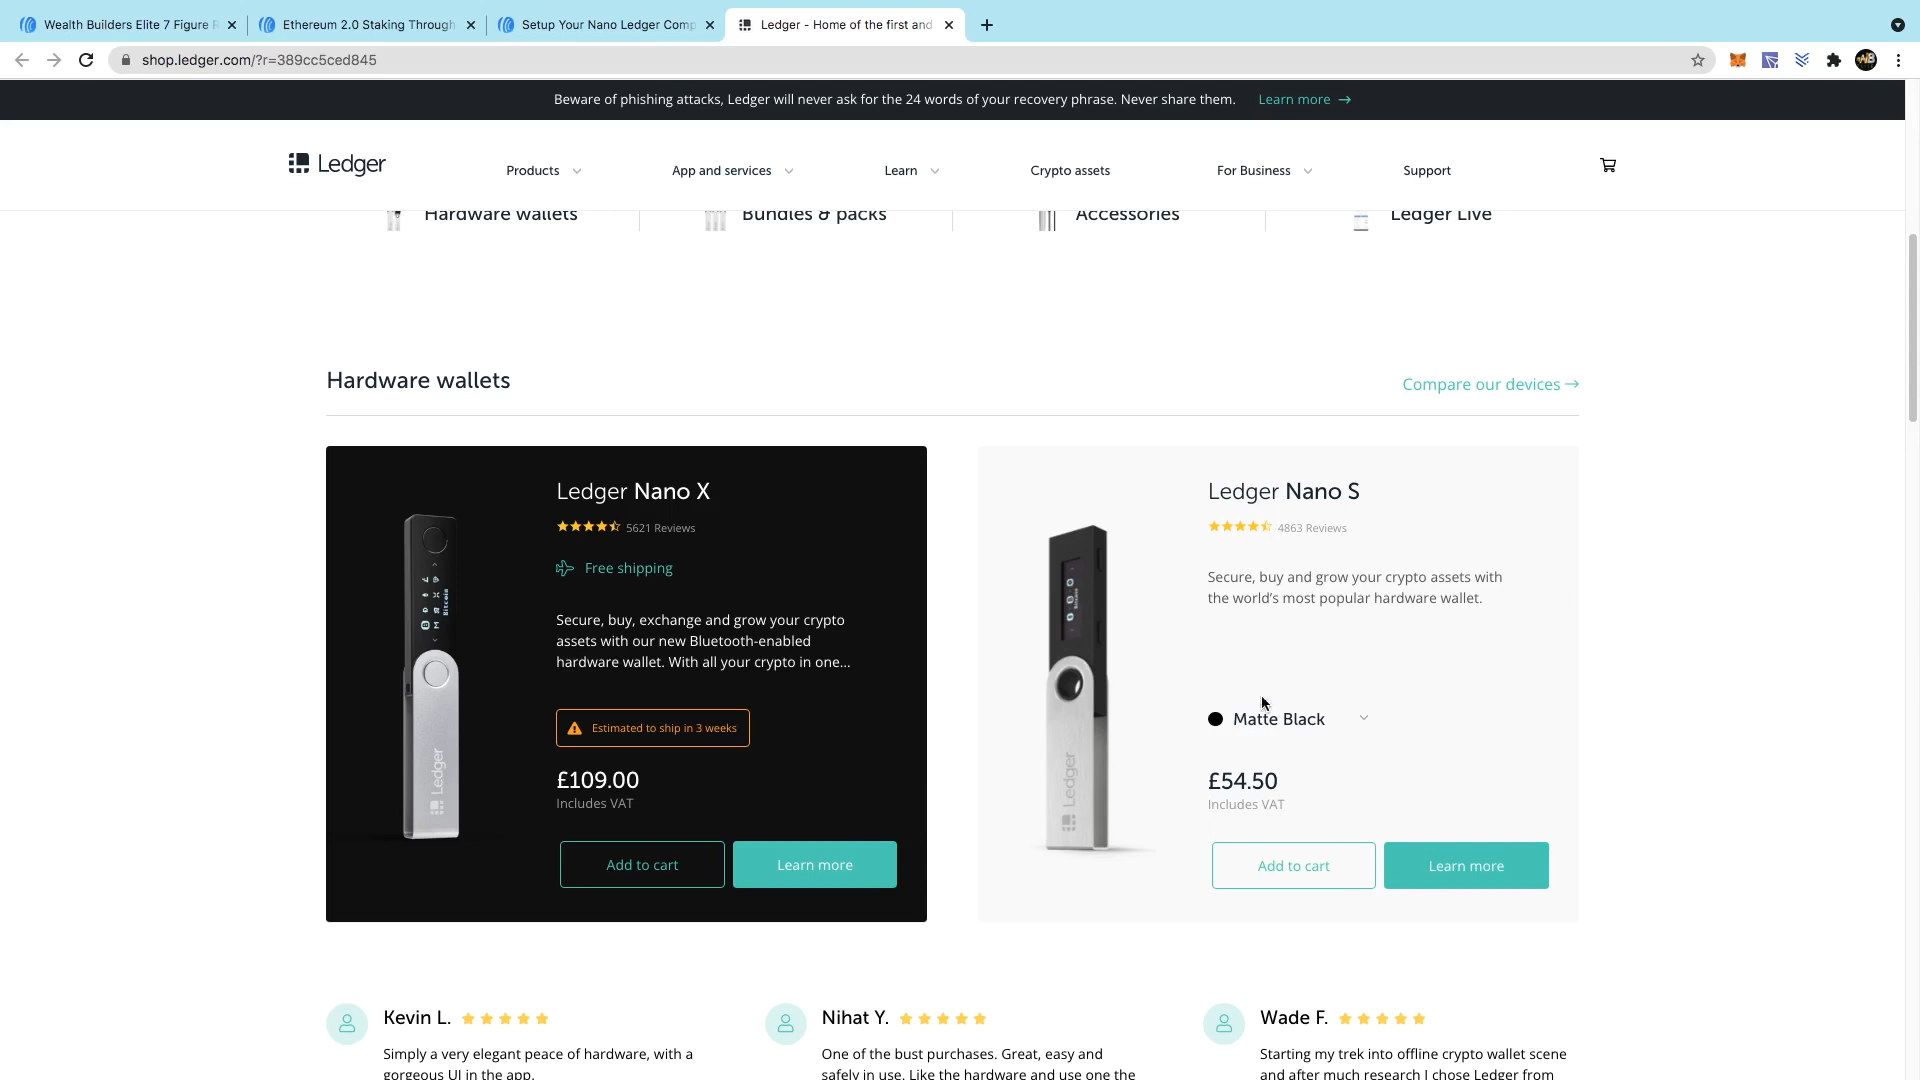 Wealth Builders Elite 7 Figure
Ethereum 2.0 Staking Through
Setup Your Nano Ledger Comp
Ledger - Home of the first and
shop.ledger.com/?r=389cc5ced845
Beware of phishing attacks, Ledger will never ask for the 24 words of your recovery phrase. Never share them. Learn more →
Ledger
Products
App and services
Learn
Crypto assets
For Business
Support
Hardware wallets
Bundles & packs
Accessories
Ledger Live
Hardware wallets
Compare our devices →
Ledger Nano X
5621 Reviews
Free shipping
Secure, buy, exchange and grow your crypto
assets with our new Bluetooth-enabled
hardware wallet. With all your crypto in one...
Estimated to ship in 3 weeks
£109.00
Includes VAT
Add to cart
Learn more
Bitcoin
Ledger
Ledger Nano S
4863 Reviews
Secure, buy and grow your crypto assets with
the world's most popular hardware wallet.
Matte Black
£54.50
Includes VAT
Add to cart
Learn more
Ledger
Kevin L.
Simply a very elegant peace of hardware, with a
gorgeous UI in the app.
Nihat Y.
One of the bust purchases. Great, easy and
safely in use. Like the hardware and use one the
Wade F.
Starting my trek into offline crypto wallet scene
and after much research I chose Ledger from